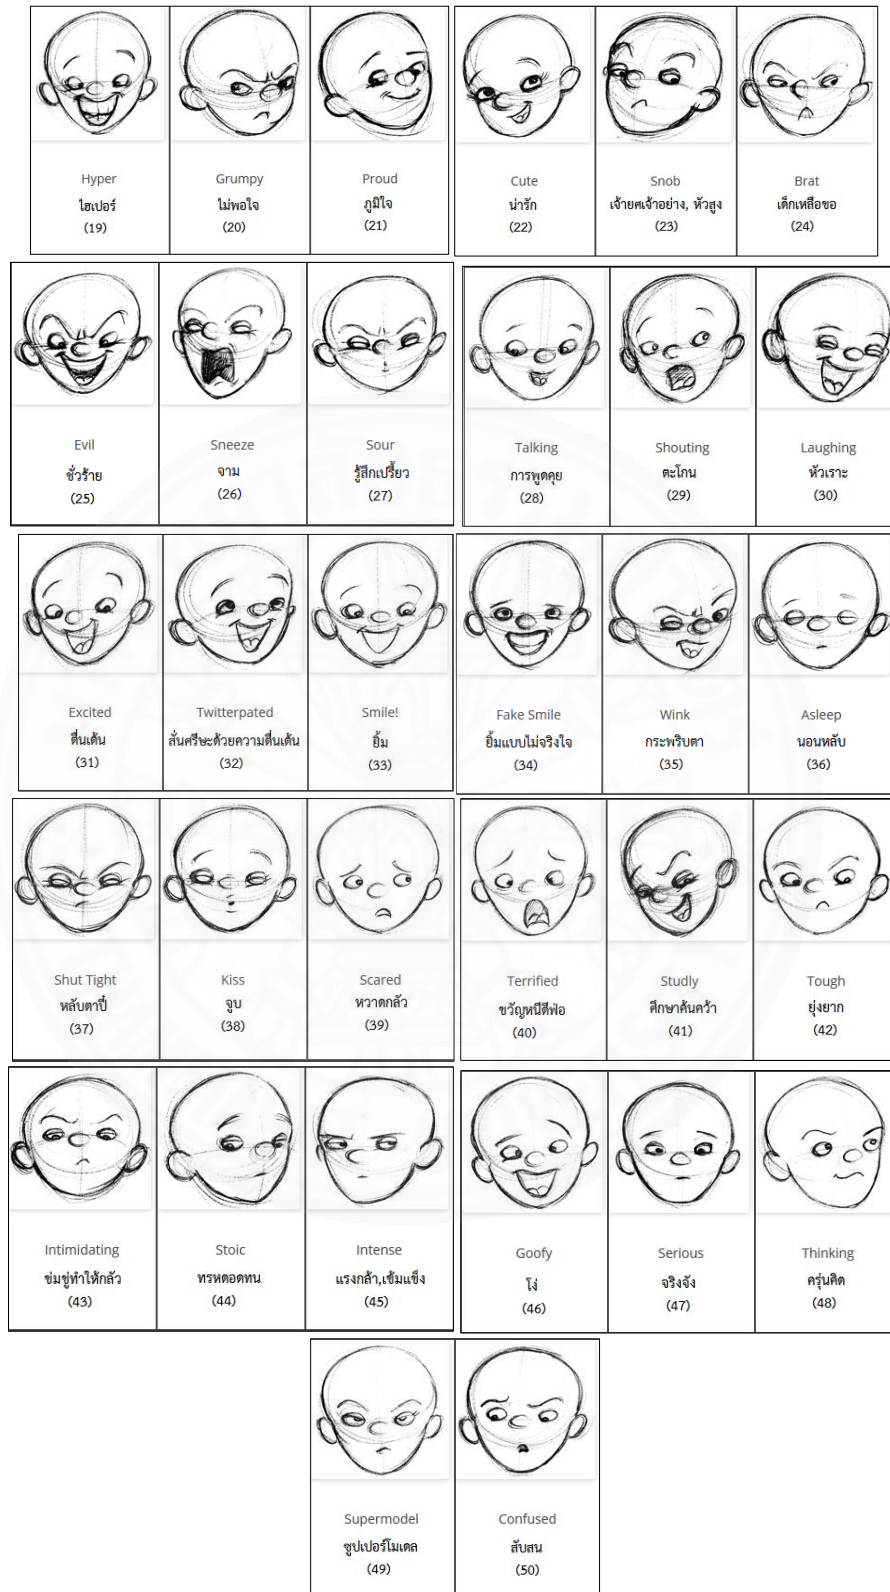 Hyper
ไฮเปอร์
(19)
Grumpy
ไม่พอใจ
(20)
Proud
ภูมิใจ
(21)
Cute
น่ารัก
(22)
Snob
เจ้ายศเจ้าอย่าง, หัวสูง
(23)
Brat
เด็กเหลือขอ
(24)
Evil
ชั่วร้าย
(25)
Sneeze
จาม
(26)
Sour
รู้สึกเปรี้ยว
(27)
Talking
การพูดคุย
(28)
Shouting
ตะโกน
(29)
Laughing
หัวเราะ
(30)
Excited
ตื่นเต้น
(31)
Twitterpated
สั่นศรีษะด้วยความตื่นเต้น
(32)
Smile!
ยิ้ม
(33)
Fake Smile
ยิ้มแบบไม่จริงใจ
(34)
Wink
กระพริบตา
(35)
Asleep
นอนหลับ
(36)
Shut Tight
หลับตาปี๋
(37)
Kiss
จูบ
(38)
Scared
หวาดกลัว
(39)
Terrified
ขวัญหนีดีฝ่อ
(40)
Studly
ศึกษาค้นคว้า
(41)
Tough
ยุ่งยาก
(42)
Intimidating
ข่มขู่ทำให้กลัว
(43)
Stoic
ทรหดอดทน
(44)
Intense
แรงกล้า,เข้มแข็ง
(45)
Goofy
โง่
(46)
Serious
จริงจัง
(47)
Thinking
ครุ่นคิด
(48)
Supermodel
ซูปเปอร์โมเดล
(49)
Confused
สับสน
(50)